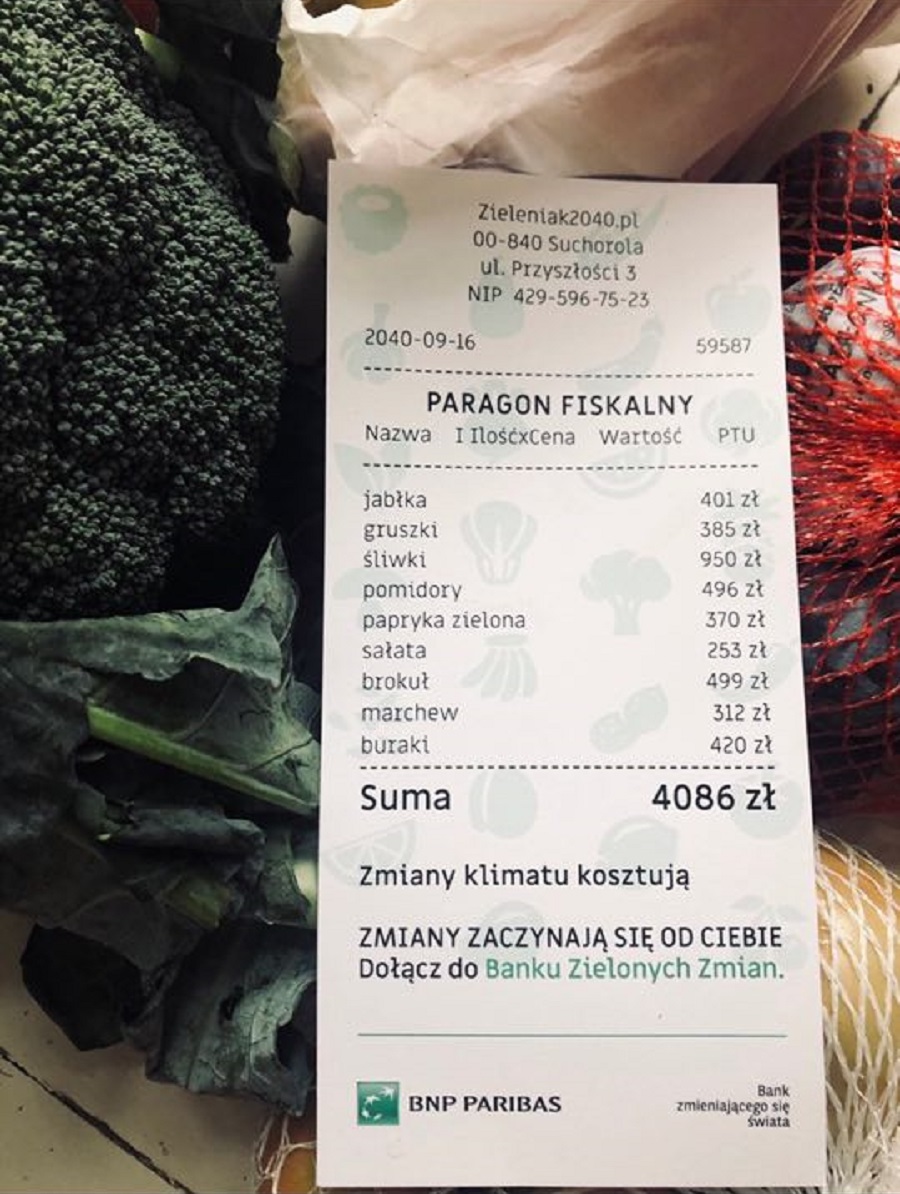 Zieleniak2040.pl
00-840 Suchorola
ul. Przyszłości 3
NIP 429-596-75-23
2040-09-16 59587
PARAGON FISKALNY
Nazwa I IlośćxCena Wartość PTU
jabłka 401 zł
gruszki 385 zł
śliwki 950 zł
pomidory 496 zł
papryka zielona 370 zł
sałata 253 zł
brokuł 499 zł
marchew 312 zł
buraki 420 zł
Suma 4086 zł
Zmiany klimatu kosztują
ZMIANY ZACZYNAJĄ SIĘ OD CIEBIE
Dołącz do Banku Zielonych Zmian.
BNP PARIBAS
Bank
zmieniającego się
świata